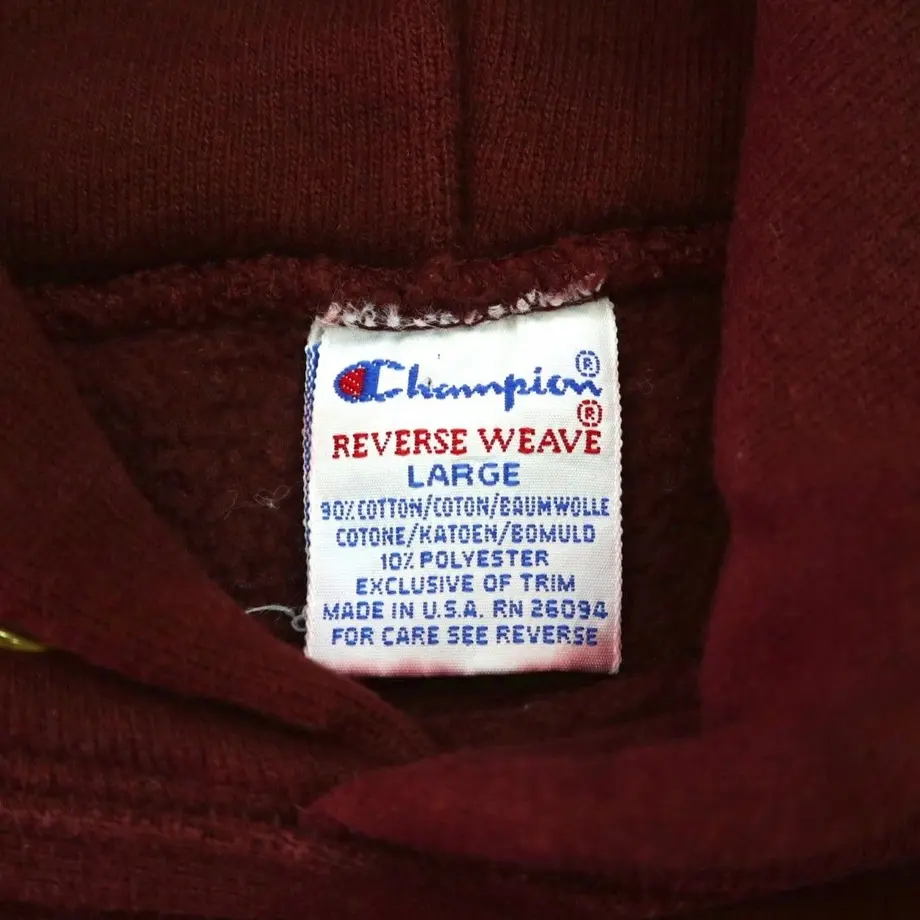 Champion®
REVERSE WEAVE®
LARGE
90% COTTON/COTON/BAUMWOLLE
COTONE/KATOEN/BOMULD
10% POLYESTER
EXCLUSIVE OF TRIM
MADE IN U.S.A. RN 26094
FOR CARE SEE REVERSE